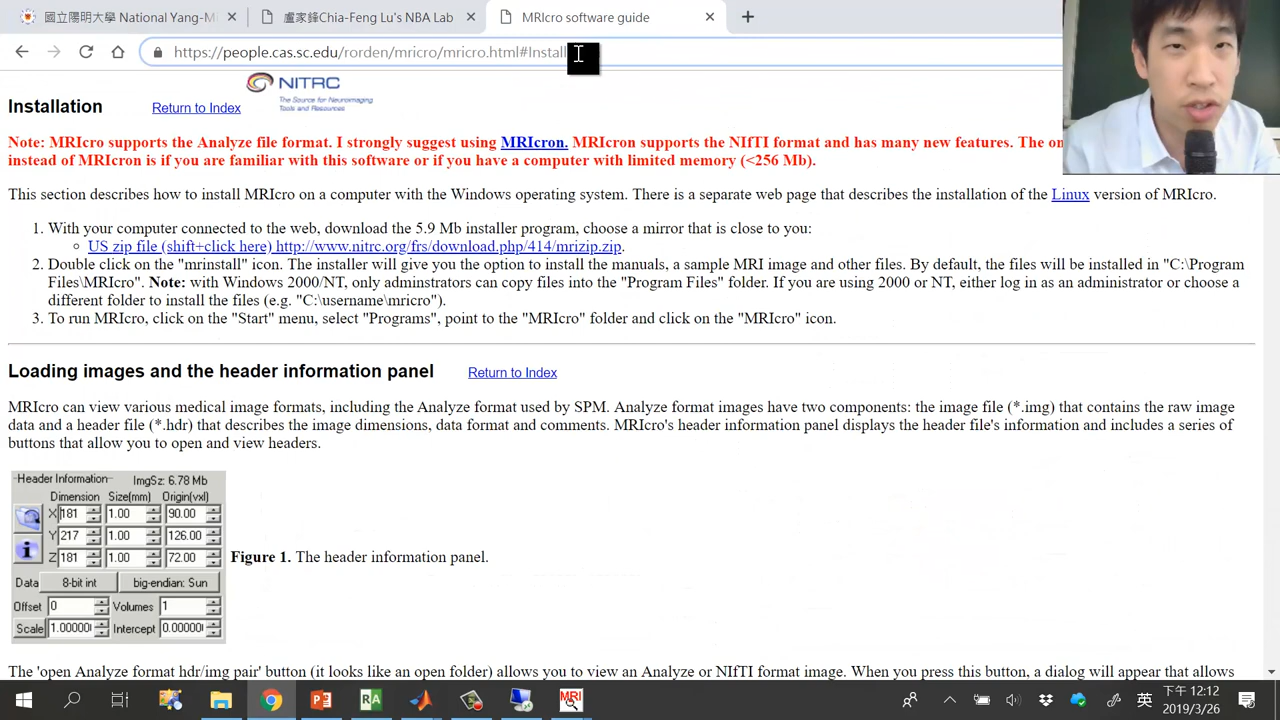 國立陽明大學 National Yang-M
盧家鋒Chia-Feng Lu's NBA Lab
MRIcro software guide
https://people.cas.sc.edu/rorden/mricro/mricro.html#Install
NITRC
The Source for Neuroimaging
Tools and Resources
Installation Return to Index
Note: MRIcro supports the Analyze file format. I strongly suggest using MRIcron. MRIcron supports the NIfTI format and has many new features. The on
instead of MRIcron is if you are familiar with this software or if you have a computer with limited memory (<256 Mb).
This section describes how to install MRIcro on a computer with the Windows operating system. There is a separate web page that describes the installation of the Linux version of MRIcro.
1. With your computer connected to the web, download the 5.9 Mb installer program, choose a mirror that is close to you:
US zip file (shift+click here) http://www.nitrc.org/frs/download.php/414/mrizip.zip.
2. Double click on the "mrinstall" icon. The installer will give you the option to install the manuals, a sample MRI image and other files. By default, the files will be installed in "C:\Program
Files\MRIcro". Note: with Windows 2000/NT, only adminstrators can copy files into the "Program Files" folder. If you are using 2000 or NT, either log in as an administrator or choose a
different folder to install the files (e.g. "C:\username\mricro").
3. To run MRIcro, click on the "Start" menu, select "Programs", point to the "MRIcro" folder and click on the "MRIcro" icon.
Loading images and the header information panel Return to Index
MRIcro can view various medical image formats, including the Analyze format used by SPM. Analyze format images have two components: the image file (*.img) that contains the raw image
data and a header file (*.hdr) that describes the image dimensions, data format and comments. MRIcro's header information panel displays the header file's information and includes a series of
buttons that allow you to open and view headers.
Header Information ImgSz: 6.78 Mb
Dimension Size(mm) Origin(vxl)
X 181 1.00 90.00
Y 217 1.00 126.00
Z 181 1.00 72.00
Data 8-bit int big-endian: Sun
Offset 0 Volumes 1
Scale 1.00000 Intercept 0.00000
Figure 1. The header information panel.
The 'open Analyze format hdr/img pair' button (it looks like an open folder) allows you to view an Analyze or NIfTI format image. When you press this button, a dialog will appear that allows
RA
MRI
英
下午 12:12
2019/3/26